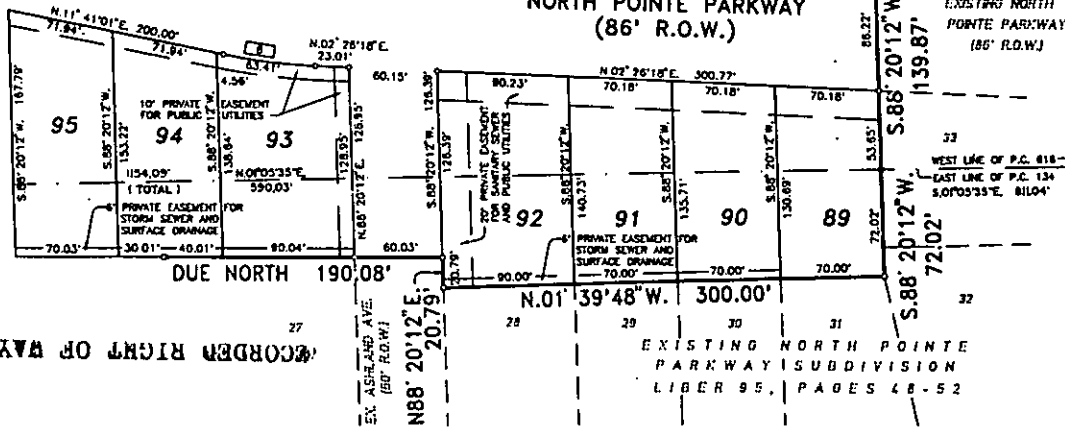 NORTH POINTE PARKWAY
(86' R.O.W.)
EXISTING NORTH
POINTE PARKWAY
(86' R.O.W.)
N.11° 41'01"E. 200.00'
71.94'
71.94'
6
83.41'
N.02° 26'18"E.
23.01'
4.56'
60.15'
126.39'
N.02° 26'18"E. 300.77'
90.23'
70.18'
70.18'
70.18'
86.22'
S.88° 20'12"W.
139.87'
167.79'
S.88° 20'12"W.
95
153.22'
S.88° 20'12"W.
94
S.88° 20'12"W.
138.64'
93
10' PRIVATE EASEMENT
FOR PUBLIC UTILITIES
128.95'
126.95'
N.88° 20'12"E.
1154.09'
(TOTAL)
N.01°05'35"E.
590.03'
6' PRIVATE EASEMENT FOR
STORM SEWER AND
SURFACE DRAINAGE
S.88°20'12"W.
126.39'
20' PRIVATE EASEMENT
FOR SANITARY SEWER
AND PUBLIC UTILITIES
92
S.88° 20'12"W.
140.73'
91
S.88° 20'12"W.
135.71'
90
S.88° 20'12"W.
130.69'
89
53.65'
72.02'
33
WEST LINE OF P.C. 616
EAST LINE OF P.C. 134
S.01°05'35"E. 811.04'
6' PRIVATE EASEMENT FOR
STORM SEWER AND
SURFACE DRAINAGE
70.03'
30.01'
40.01'
90.04'
60.03'
20.79'
90.00'
70.00'
70.00'
70.00'
S.88° 20'12"W.
72.02'
DUE NORTH 190.08'
N88° 20'12"E.
20.79'
N.01° 39'48"W. 300.00'
32
27
28
29
30
31
EX. ASHLAND AVE.
(60' R.O.W.)
ECORDED RIGHT OF WAY
EXISTING NORTH POINTE
PARKWAY SUBDIVISION
LIBER 95, PAGES 48-52